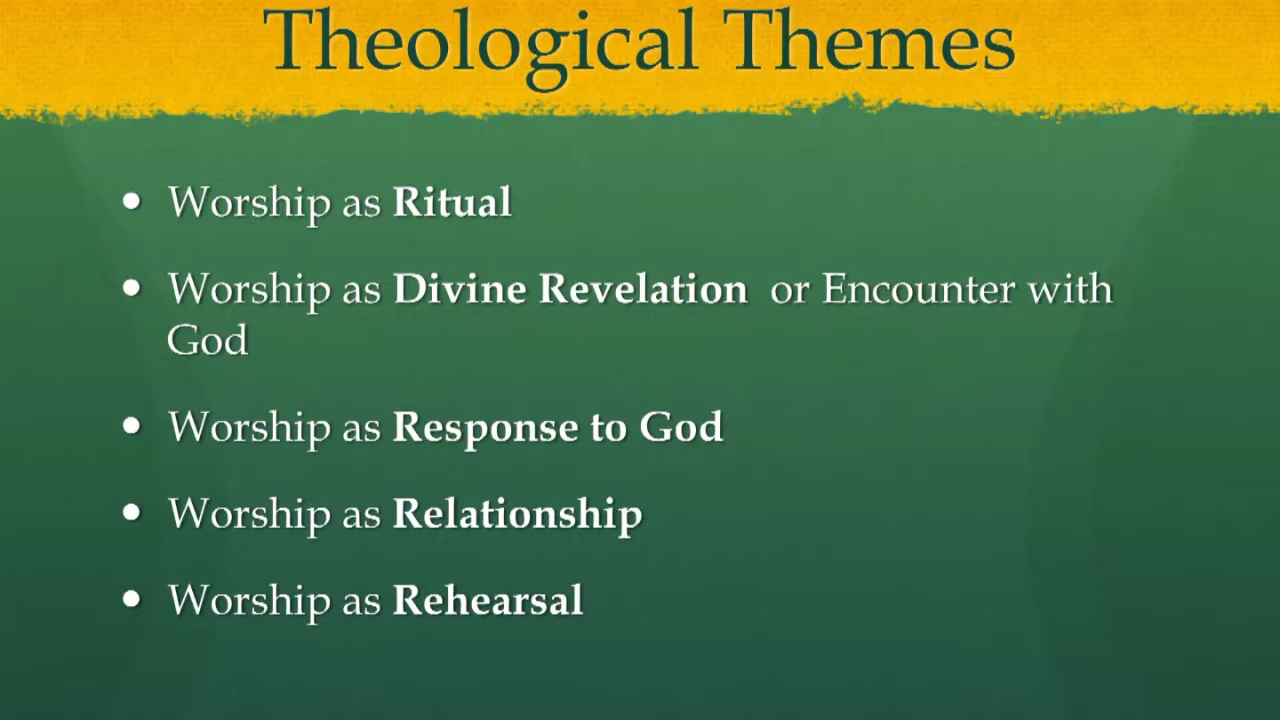 Theological Themes
• Worship as Ritual
• Worship as Divine Revelation or Encounter with
God
• Worship as Response to God
• Worship as Relationship
• Worship as Rehearsal